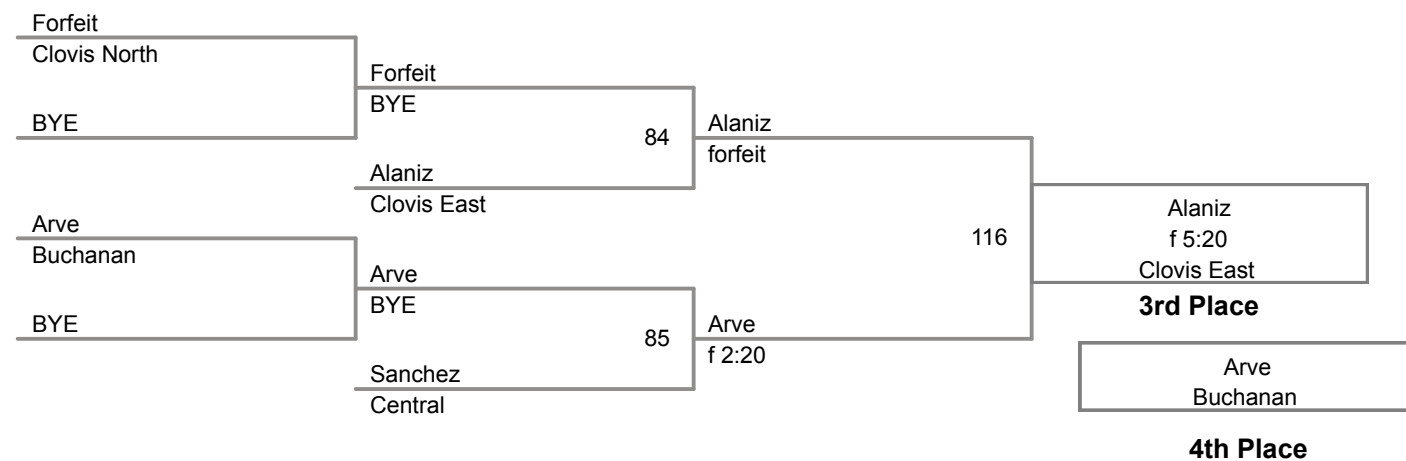 Forfeit
Clovis North
BYE
Arve
Buchanan
BYE
Forfeit
BYE
84
Alaniz
Clovis East
Arve
BYE
85
Sanchez
Central
Alaniz
forfeit
116
Arve
f 2:20
Alaniz
f 5:20
Clovis East
3rd Place
Arve
Buchanan
4th Place